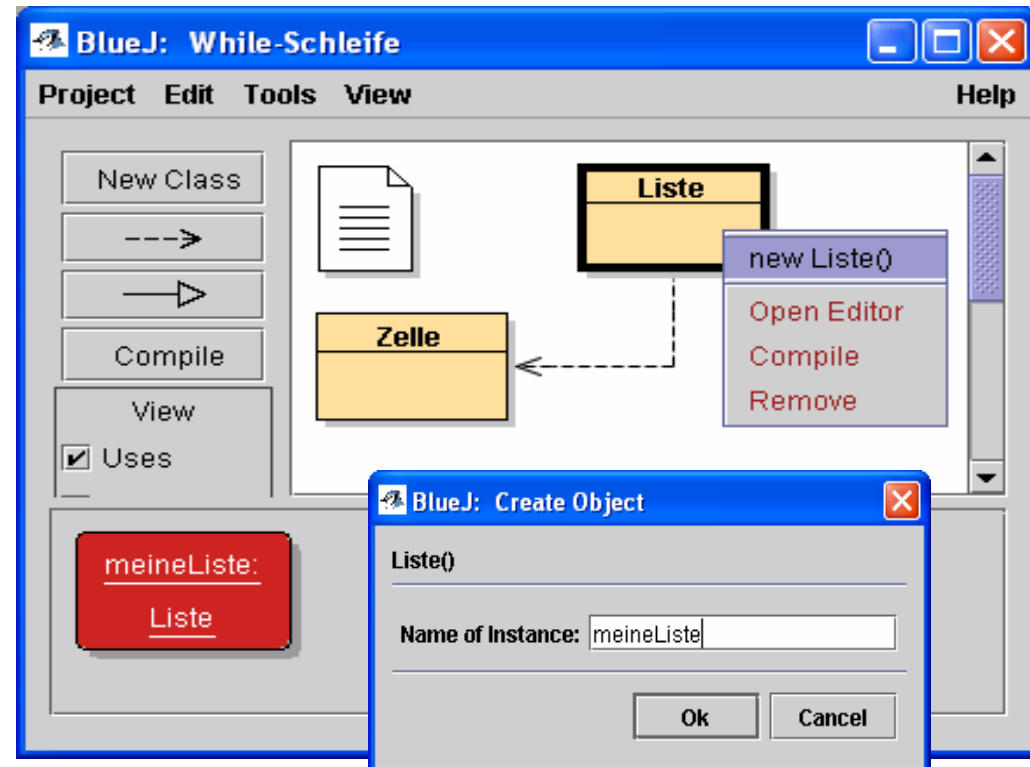 BlueJ: While-Schleife
Project Edit Tools View Help
New Class
Compile
View
Uses
Liste
Zelle
new Liste()
Open Editor
Compile
Remove
meineListe:
Liste
BlueJ: Create Object
Liste()
Name of Instance: meineListe
Ok Cancel